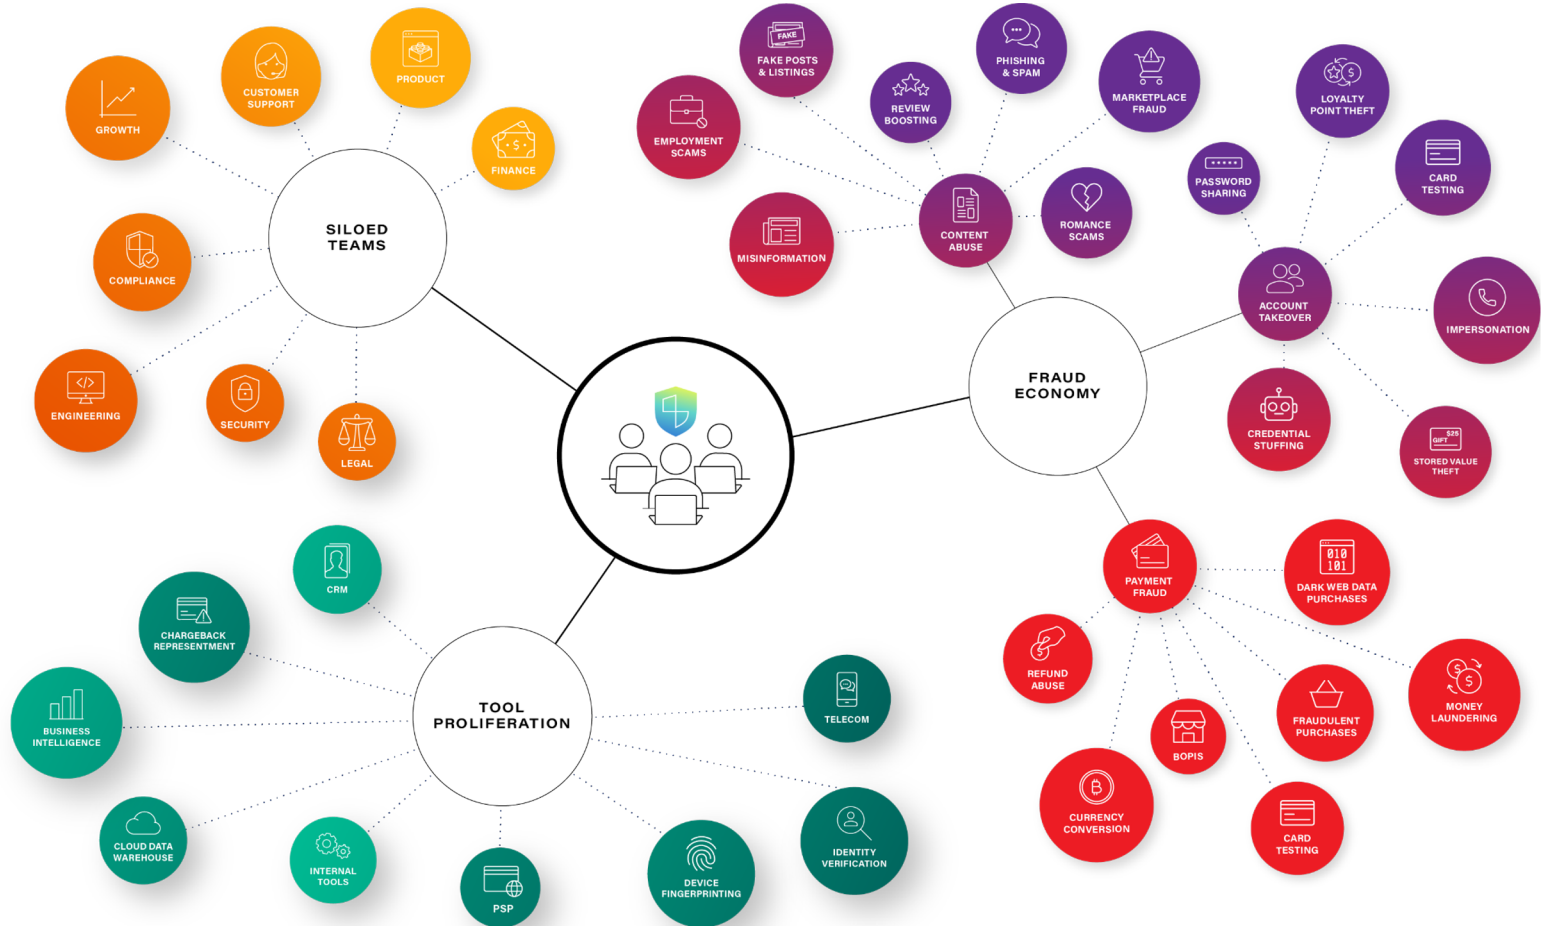 SILOED
TEAMS
GROWTH
CUSTOMER
SUPPORT
PRODUCT
FINANCE
COMPLIANCE
ENGINEERING
SECURITY
LEGAL
FRAUD
ECONOMY
CONTENT
ABUSE
FAKE
FAKE POSTS
& LISTINGS
EMPLOYMENT
SCAMS
MISINFORMATION
REVIEW
BOOSTING
PHISHING
& SPAM
MARKETPLACE
FRAUD
ROMANCE
SCAMS
ACCOUNT
TAKEOVER
PASSWORD
SHARING
LOYALTY
POINT THEFT
CARD
TESTING
IMPERSONATION
CREDENTIAL
STUFFING
$25
GIFT
STORED VALUE
THEFT
PAYMENT
FRAUD
010
101
DARK WEB DATA
PURCHASES
REFUND
ABUSE
MONEY
LAUNDERING
FRAUDULENT
PURCHASES
BOPIS
CURRENCY
CONVERSION
CARD
TESTING
TOOL
PROLIFERATION
CRM
CHARGEBACK
REPRESENTMENT
BUSINESS
INTELLIGENCE
CLOUD DATA
WAREHOUSE
INTERNAL
TOOLS
PSP
DEVICE
FINGERPRINTING
IDENTITY
VERIFICATION
TELECOM